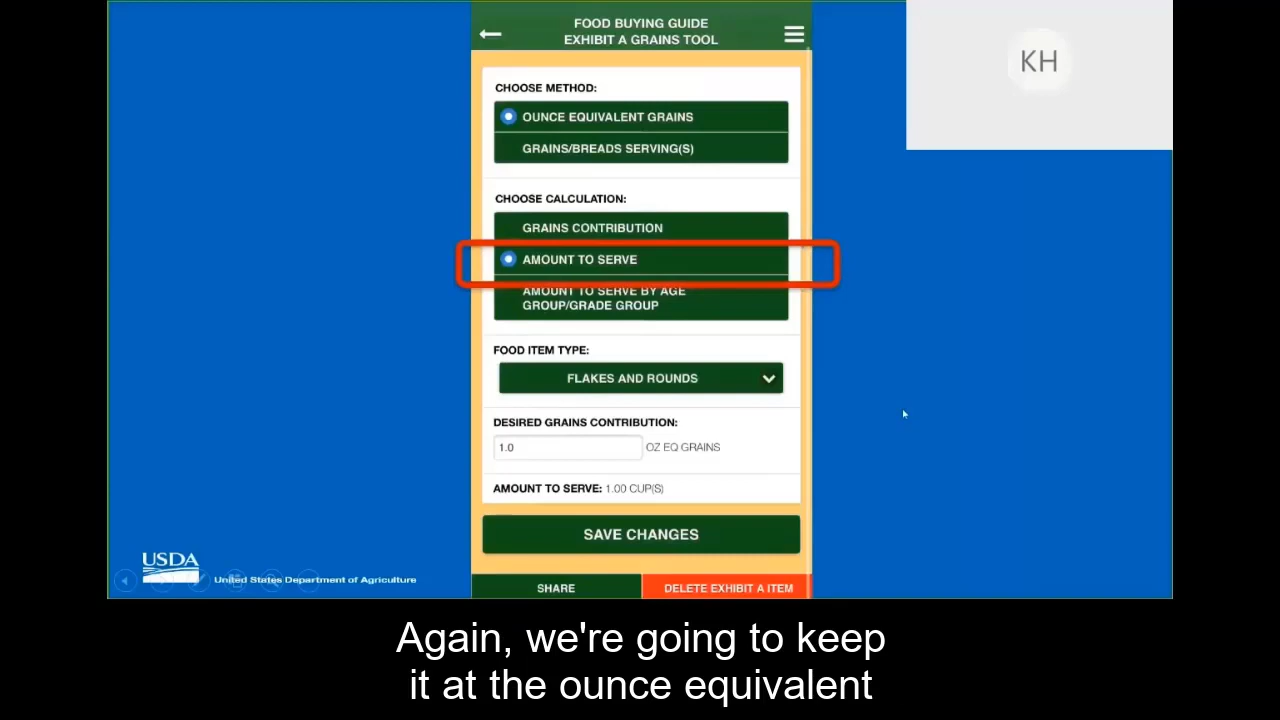 FOOD BUYING GUIDE
EXHIBIT A GRAINS TOOL
KH
CHOOSE METHOD:
OUNCE EQUIVALENT GRAINS
GRAINS/BREADS SERVING(S)
CHOOSE CALCULATION:
GRAINS CONTRIBUTION
AMOUNT TO SERVE
AMOUNT TO SERVE BY AGE
GROUP/GRADE GROUP
FOOD ITEM TYPE:
FLAKES AND ROUNDS
DESIRED GRAINS CONTRIBUTION:
1.0 OZ EQ GRAINS
AMOUNT TO SERVE: 1.00 CUP(S)
SAVE CHANGES
SHARE DELETE EXHIBIT A ITEM
USDA
United States Department of Agriculture
Again, we're going to keep
it at the ounce equivalent